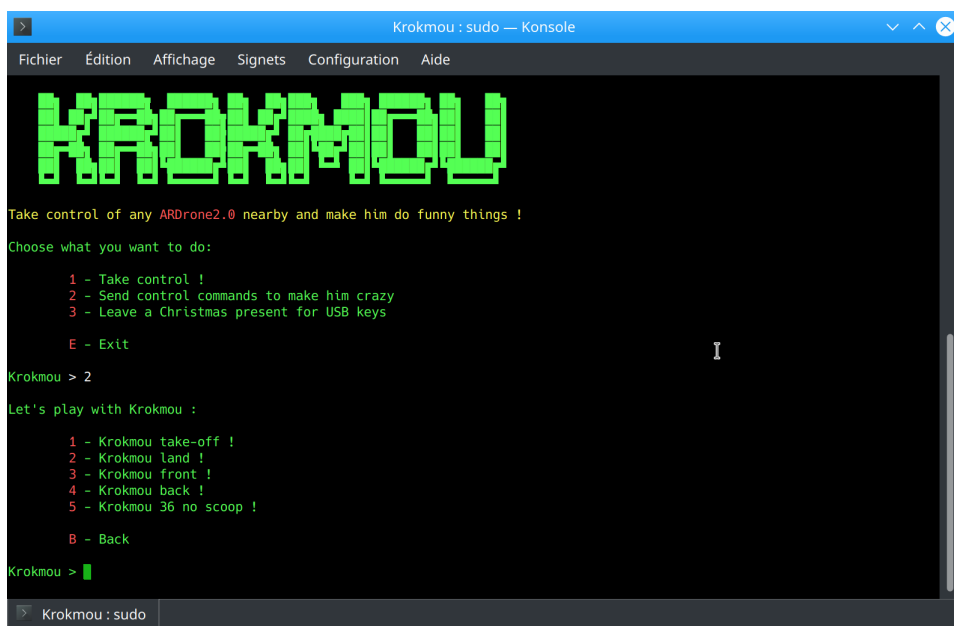 Krokmou : sudo — Konsole
Fichier Édition Affichage Signets Configuration Aide
KROKMOU
Take control of any ARDrone2.0 nearby and make him do funny things !
Choose what you want to do:
1 - Take control !
2 - Send control commands to make him crazy
3 - Leave a Christmas present for USB keys
E - Exit
Krokmou > 2
Let's play with Krokmou :
1 - Krokmou take-off !
2 - Krokmou land !
3 - Krokmou front !
4 - Krokmou back !
5 - Krokmou 36 no scoop !
B - Back
Krokmou >
Krokmou : sudo